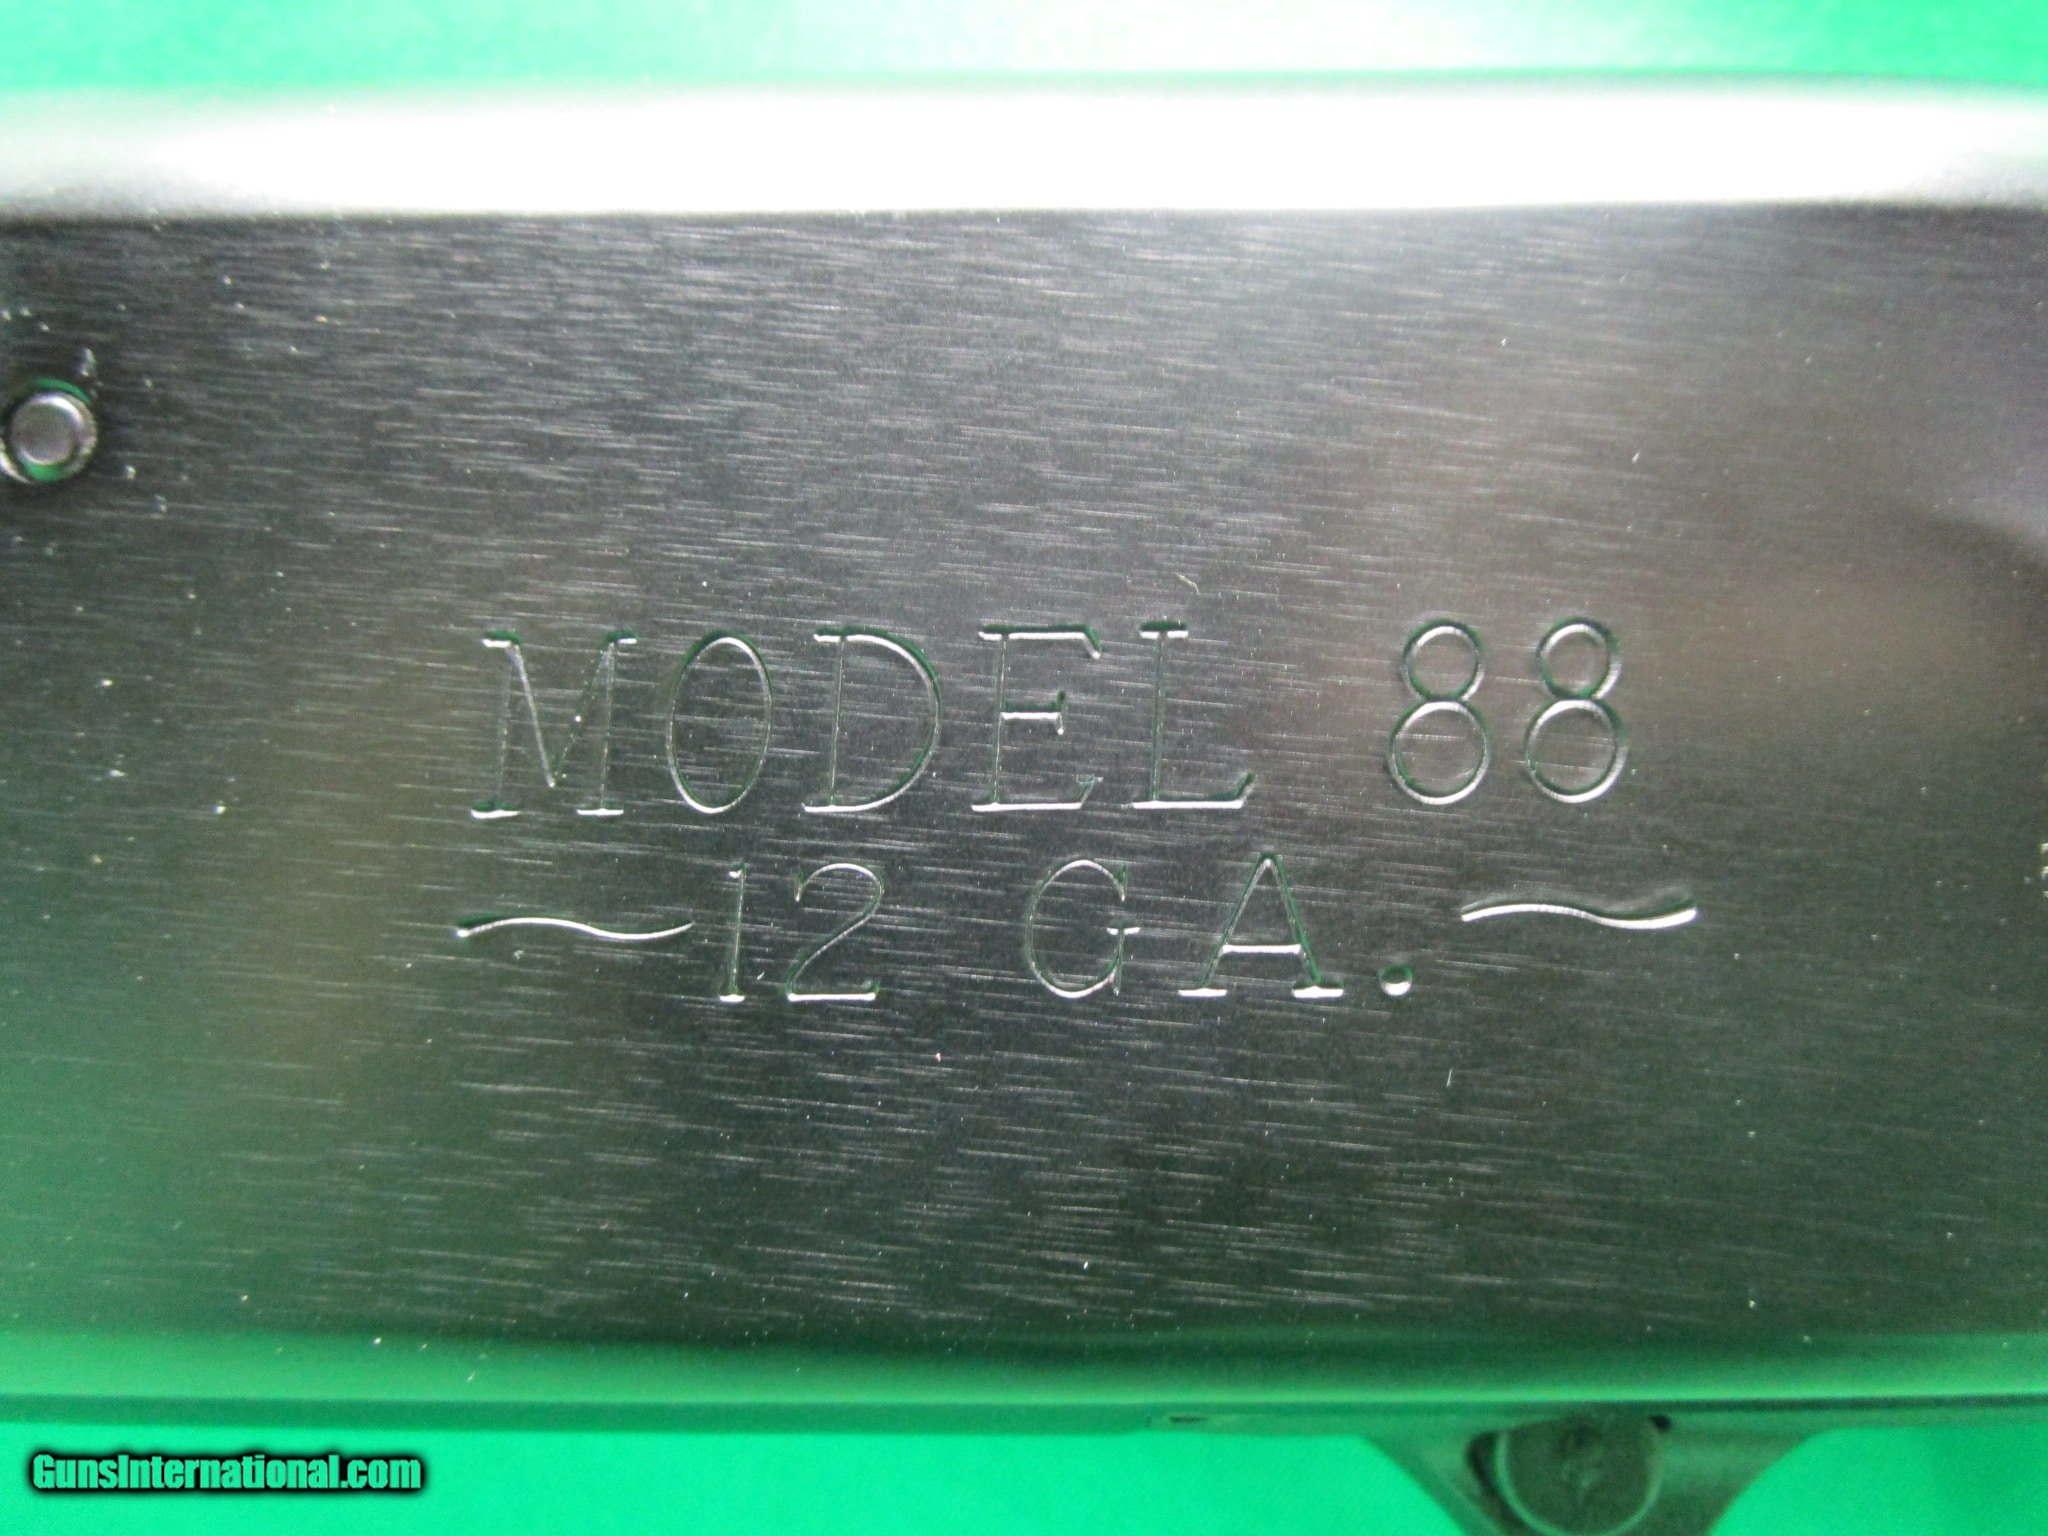 MODEL 88
~12 GA.~
GunsInternational.com